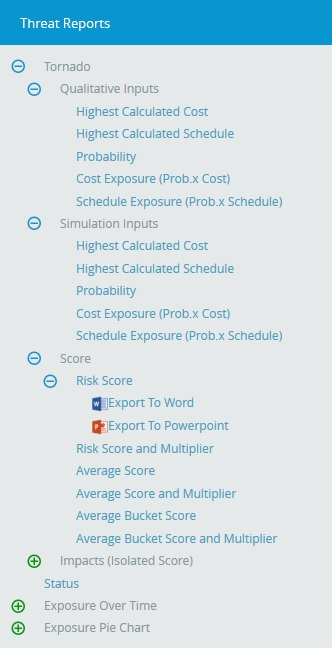 Threat Reports
Tornado
Qualitative Inputs
Highest Calculated Cost
Highest Calculated Schedule
Probability
Cost Exposure (Prob.x Cost)
Schedule Exposure (Prob.x Schedule)
Simulation Inputs
Highest Calculated Cost
Highest Calculated Schedule
Probability
Cost Exposure (Prob.x Cost)
Schedule Exposure (Prob.x Schedule)
Score
Risk Score
Export To Word
Export To Powerpoint
Risk Score and Multiplier
Average Score
Average Score and Multiplier
Average Bucket Score
Average Bucket Score and Multiplier
Impacts (Isolated Score)
Status
Exposure Over Time
Exposure Pie Chart